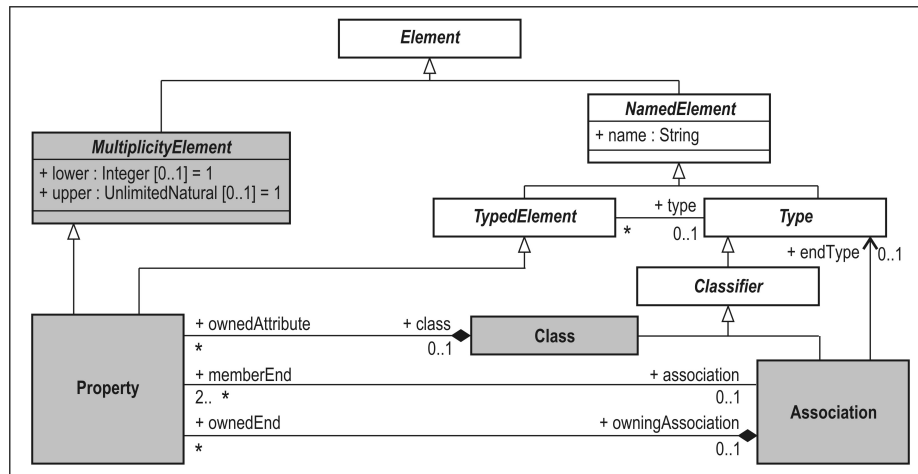 Element
NamedElement
+ name : String
MultiplicityElement
+ lower : Integer [0..1] = 1
+ upper : UnlimitedNatural [0..1] = 1
TypedElement
+ type
*
0..1
Type
+ endType
0..1
Classifier
Property
+ ownedAttribute
*
+ class
0..1
Class
+ memberEnd
2.. *
+ association
0..1
+ ownedEnd
*
+ owningAssociation
0..1
Association